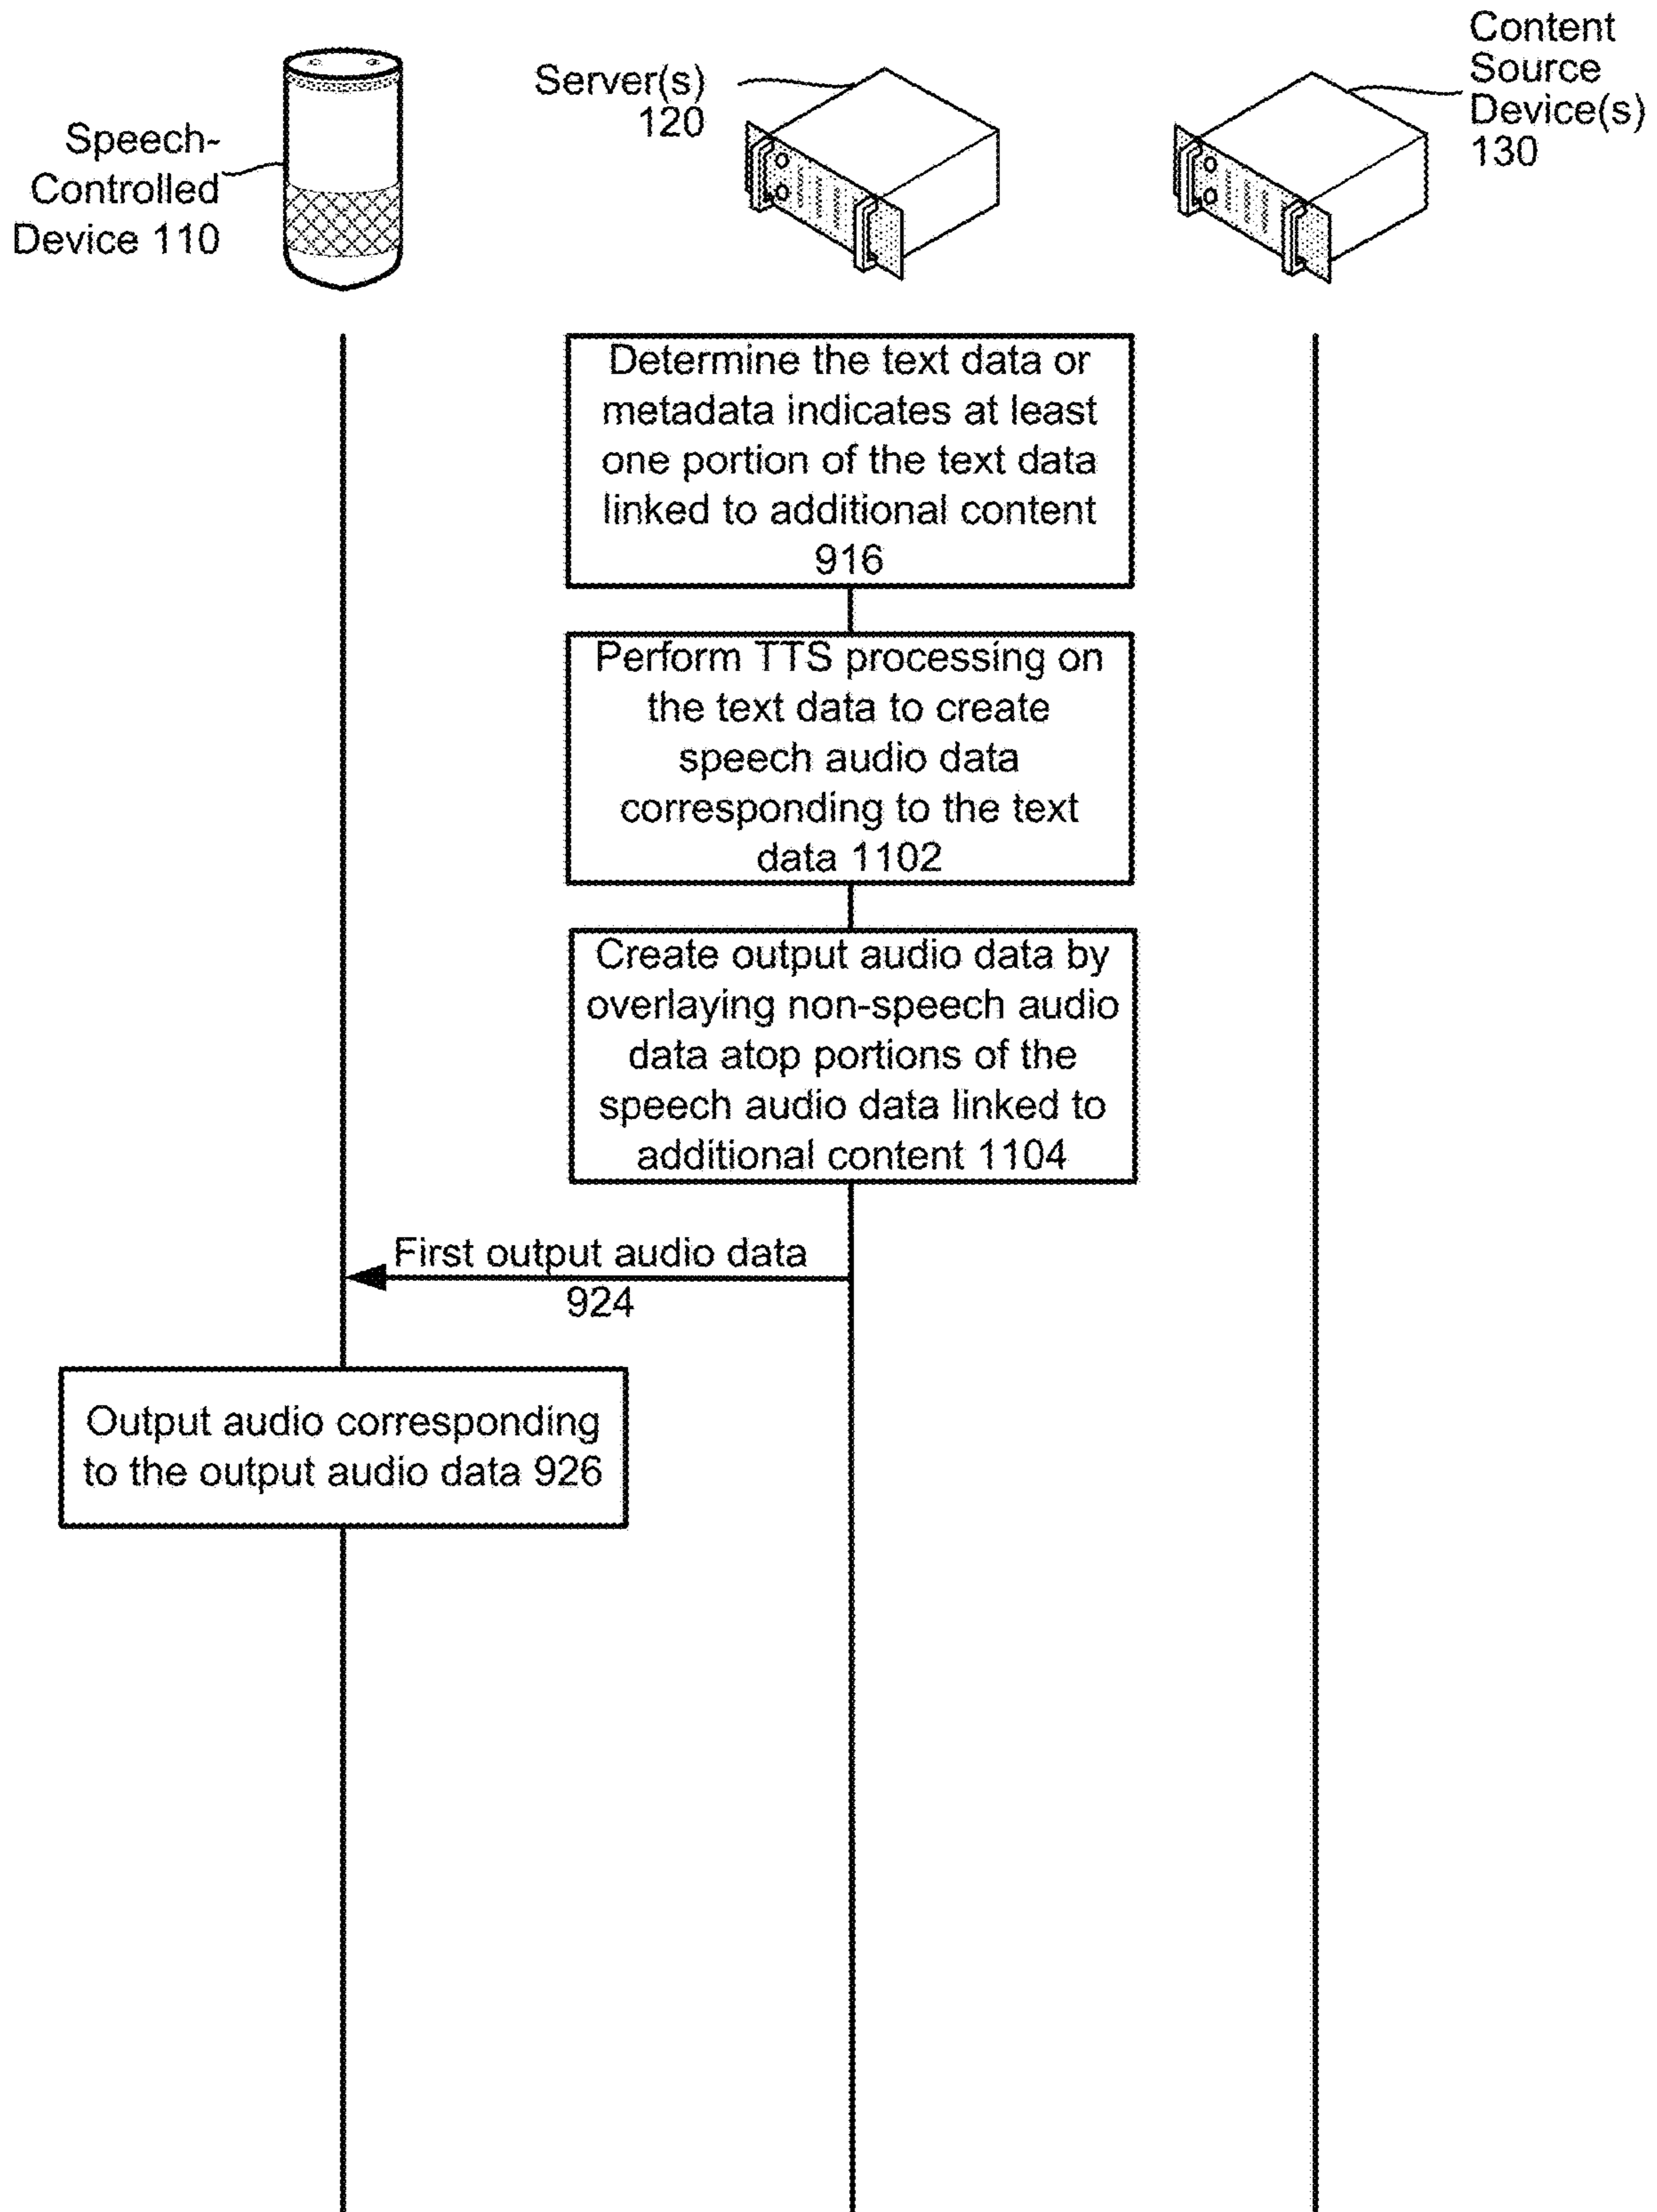 Speech-
Controlled
Device 110
Server(s)
120
Content
Source
Device(s)
130
Determine the text data or
metadata indicates at least
one portion of the text data
linked to additional content
916
Perform TTS processing on
the text data to create
speech audio data
corresponding to the text
data 1102
Create output audio data by
overlaying non-speech audio
data atop portions of the
speech audio data linked to
additional content 1104
First output audio data
924
Output audio corresponding
to the output audio data 926